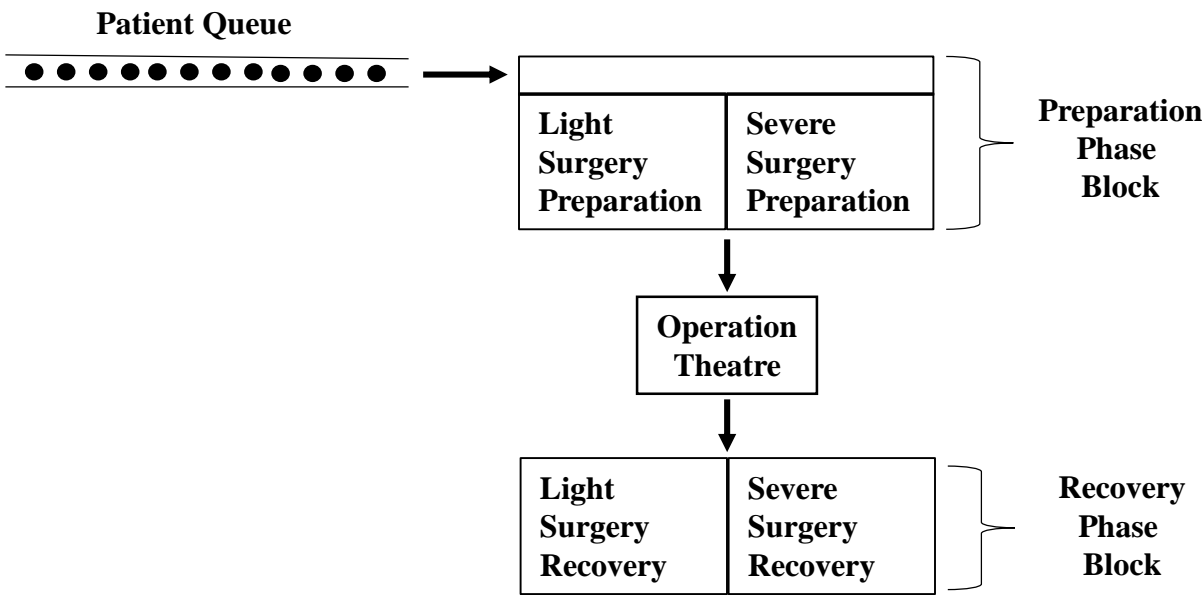 Patient Queue
Light
Surgery
Preparation
Severe
Surgery
Preparation
Preparation
Phase
Block
Operation
Theatre
Light
Surgery
Recovery
Severe
Surgery
Recovery
Recovery
Phase
Block